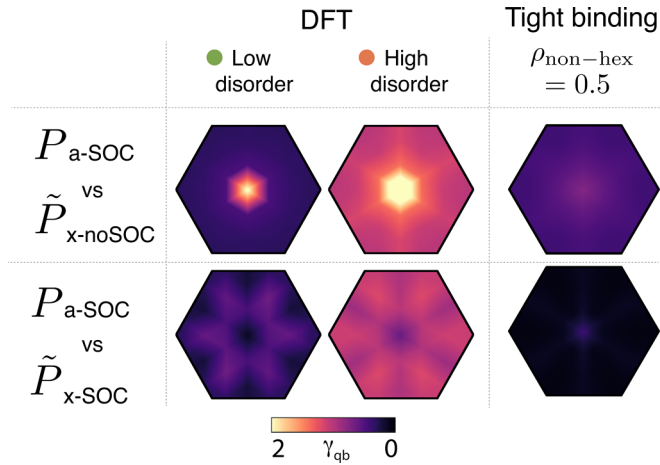 DFT
Tight binding
Low disorder
High disorder
ρnon−hex
= 0.5
Pa-SOC
vs
P̃x-noSOC
Pa-SOC
vs
P̃x-SOC
2 γqb 0